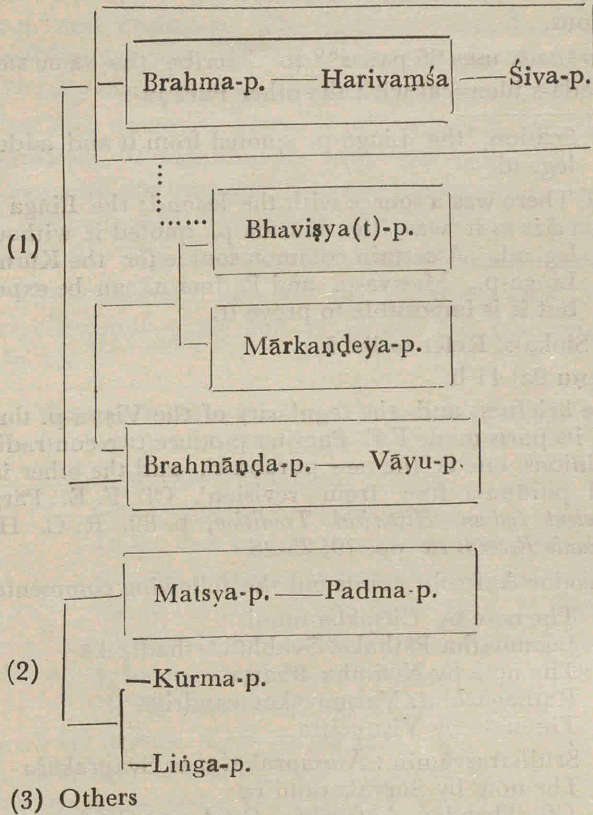 Brahma-p. — Harivaṃśa — Śiva-p.
Bhaviṣya(t)-p.
(1)
Mārkaṇḍeya-p.
Brahmāṇḍa-p. — Vāyu-p.
Matsya-p. — Padma-p.
(2) Kūrma-p.
Liṅga-p.
(3) Others